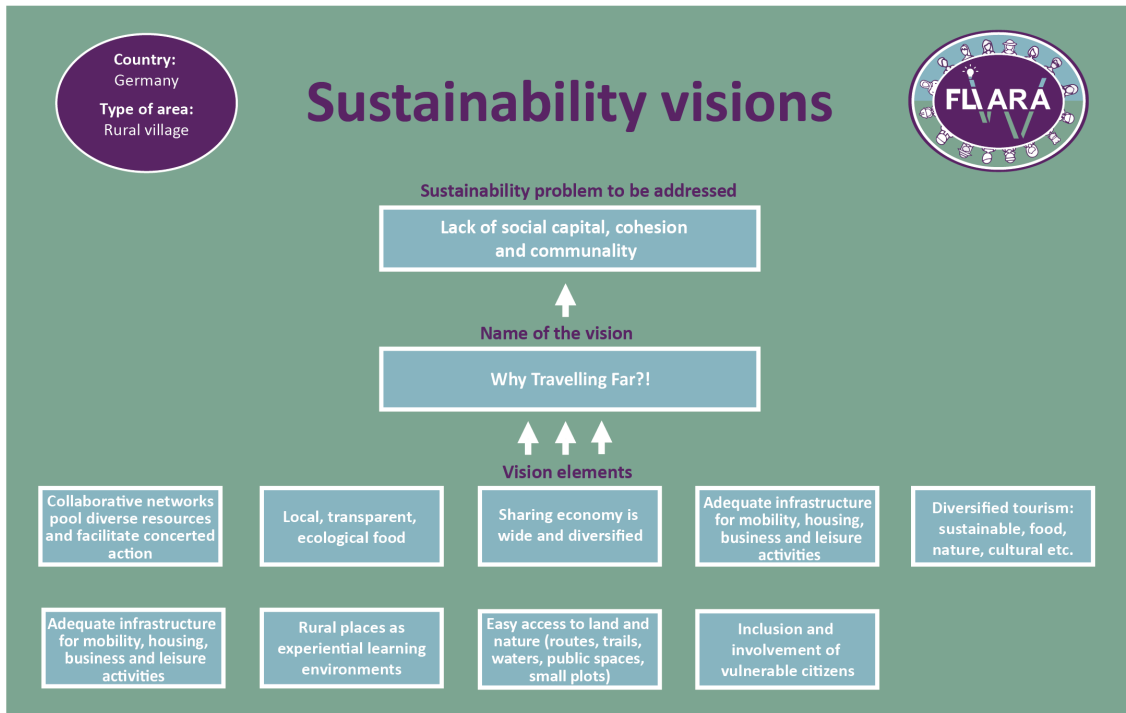 Country:
Germany
Type of area:
Rural village
Sustainability visions
FLIARA
Sustainability problem to be addressed
Lack of social capital, cohesion
and communality
Name of the vision
Why Travelling Far?!
Vision elements
Collaborative networks
pool diverse resources
and facilitate concerted
action
Local, transparent,
ecological food
Sharing economy is
wide and diversified
Adequate infrastructure
for mobility, housing,
business and leisure
activities
Diversified tourism:
sustainable, food,
nature, cultural etc.
Adequate infrastructure
for mobility, housing,
business and leisure
activities
Rural places as
experiential learning
environments
Easy access to land and
nature (routes, trails,
waters, public spaces,
small plots)
Inclusion and
involvement of
vulnerable citizens